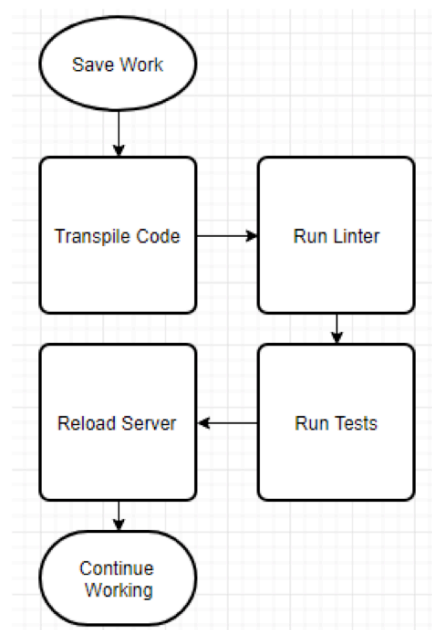 Save Work
Transpile Code
Run Linter
Run Tests
Reload Server
Continue
Working